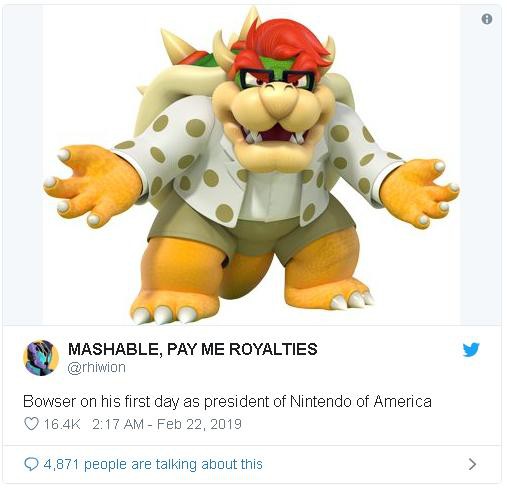 MASHABLE, PAY ME ROYALTIES
@rhiwion
Bowser on his first day as president of Nintendo of America
16.4K 2:17 AM - Feb 22, 2019
4,871 people are talking about this